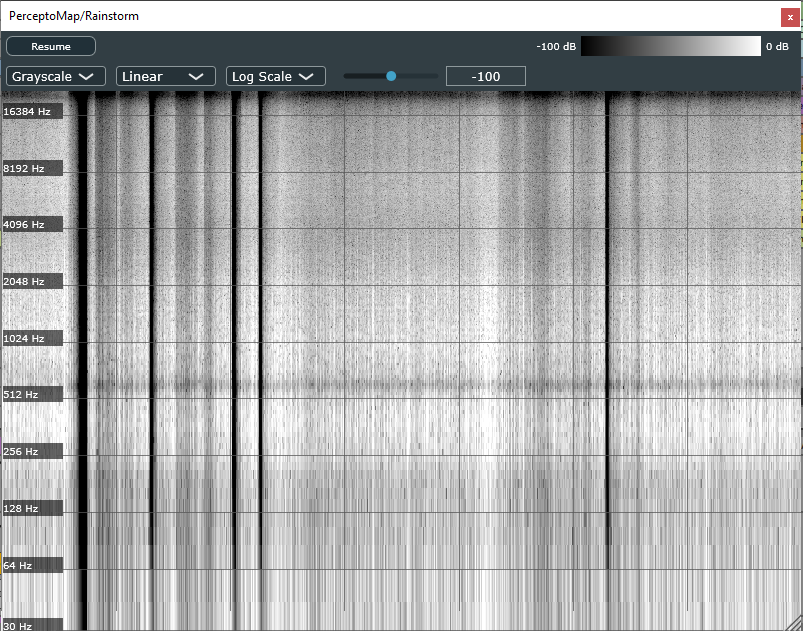 PerceptoMap/Rainstorm
x
Resume
-100 dB
0 dB
Grayscale
Linear
Log Scale
-100
16384 Hz
8192 Hz
4096 Hz
2048 Hz
1024 Hz
512 Hz
256 Hz
128 Hz
64 Hz
30 Hz